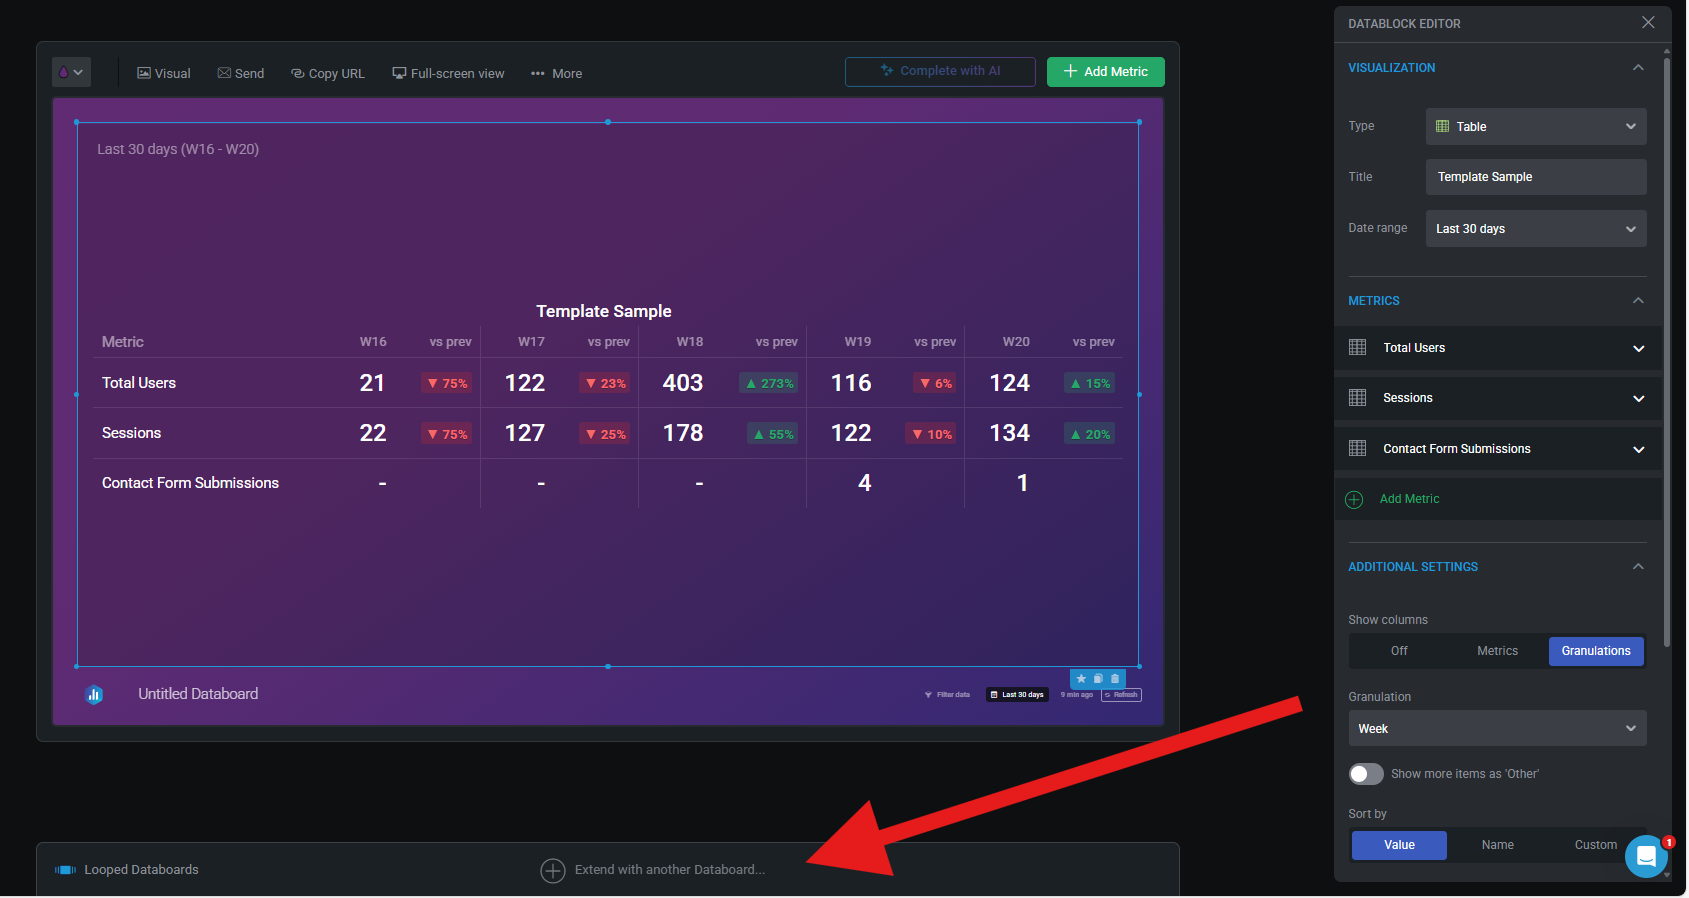 Visual Send Copy URL Full-screen view ••• More Complete with AI + Add Metric
Last 30 days (W16 - W20)
Template Sample
Metric W16 vs prev W17 vs prev W18 vs prev W19 vs prev W20 vs prev
Total Users 21 ▼ 75% 122 ▼ 23% 403 ▲ 273% 116 ▼ 6% 124 ▲ 15%
Sessions 22 ▼ 75% 127 ▼ 25% 178 ▲ 55% 122 ▼ 10% 134 ▲ 20%
Contact Form Submissions - - - 4 1
Untitled Databoard Filter data Last 30 days 9 min ago Refresh
Looped Databoards Extend with another Databoard...
DATABLOCK EDITOR
VISUALIZATION
Type Table
Title Template Sample
Date range Last 30 days
METRICS
Total Users
Sessions
Contact Form Submissions
Add Metric
ADDITIONAL SETTINGS
Show columns
Off Metrics Granulations
Granulation
Week
Show more items as 'Other'
Sort by
Value Name Custom
1